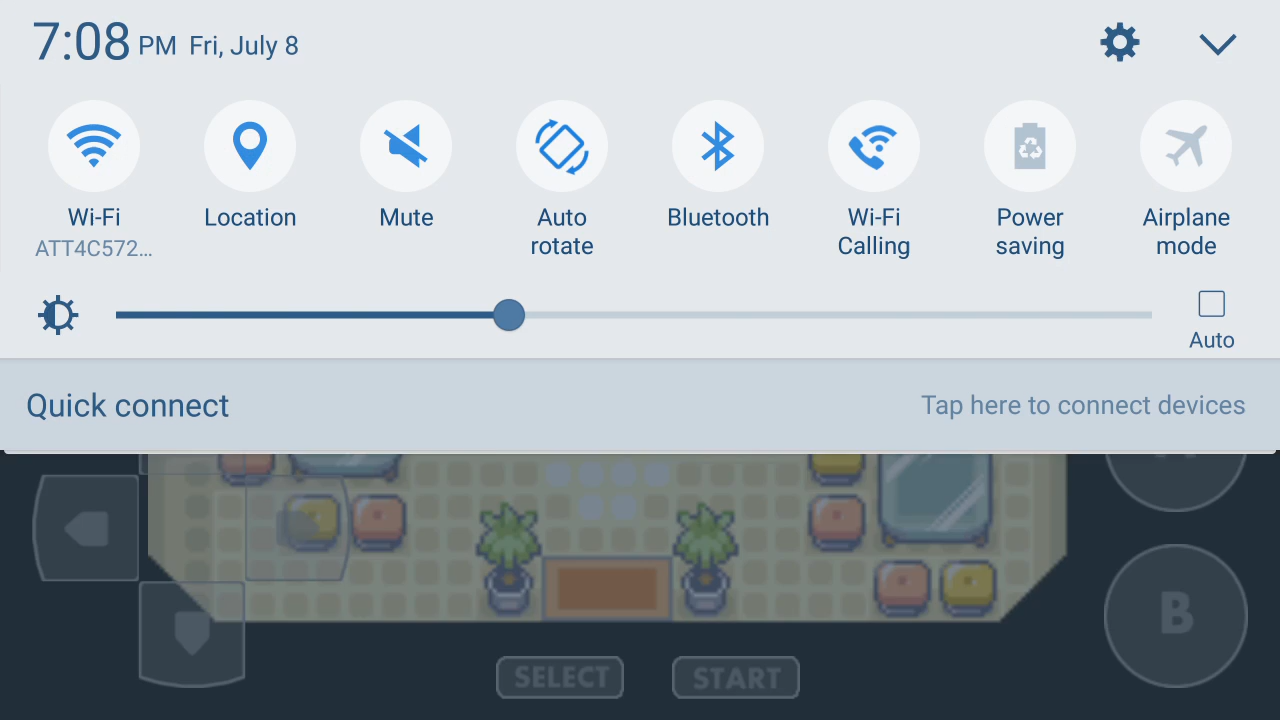 7:08 PM Fri, July 8
Wi-Fi
ATT4C572...
Location
Mute
Auto
rotate
Bluetooth
Wi-Fi
Calling
Power
saving
Airplane
mode
Auto
Quick connect
Tap here to connect devices
B
SELECT
START